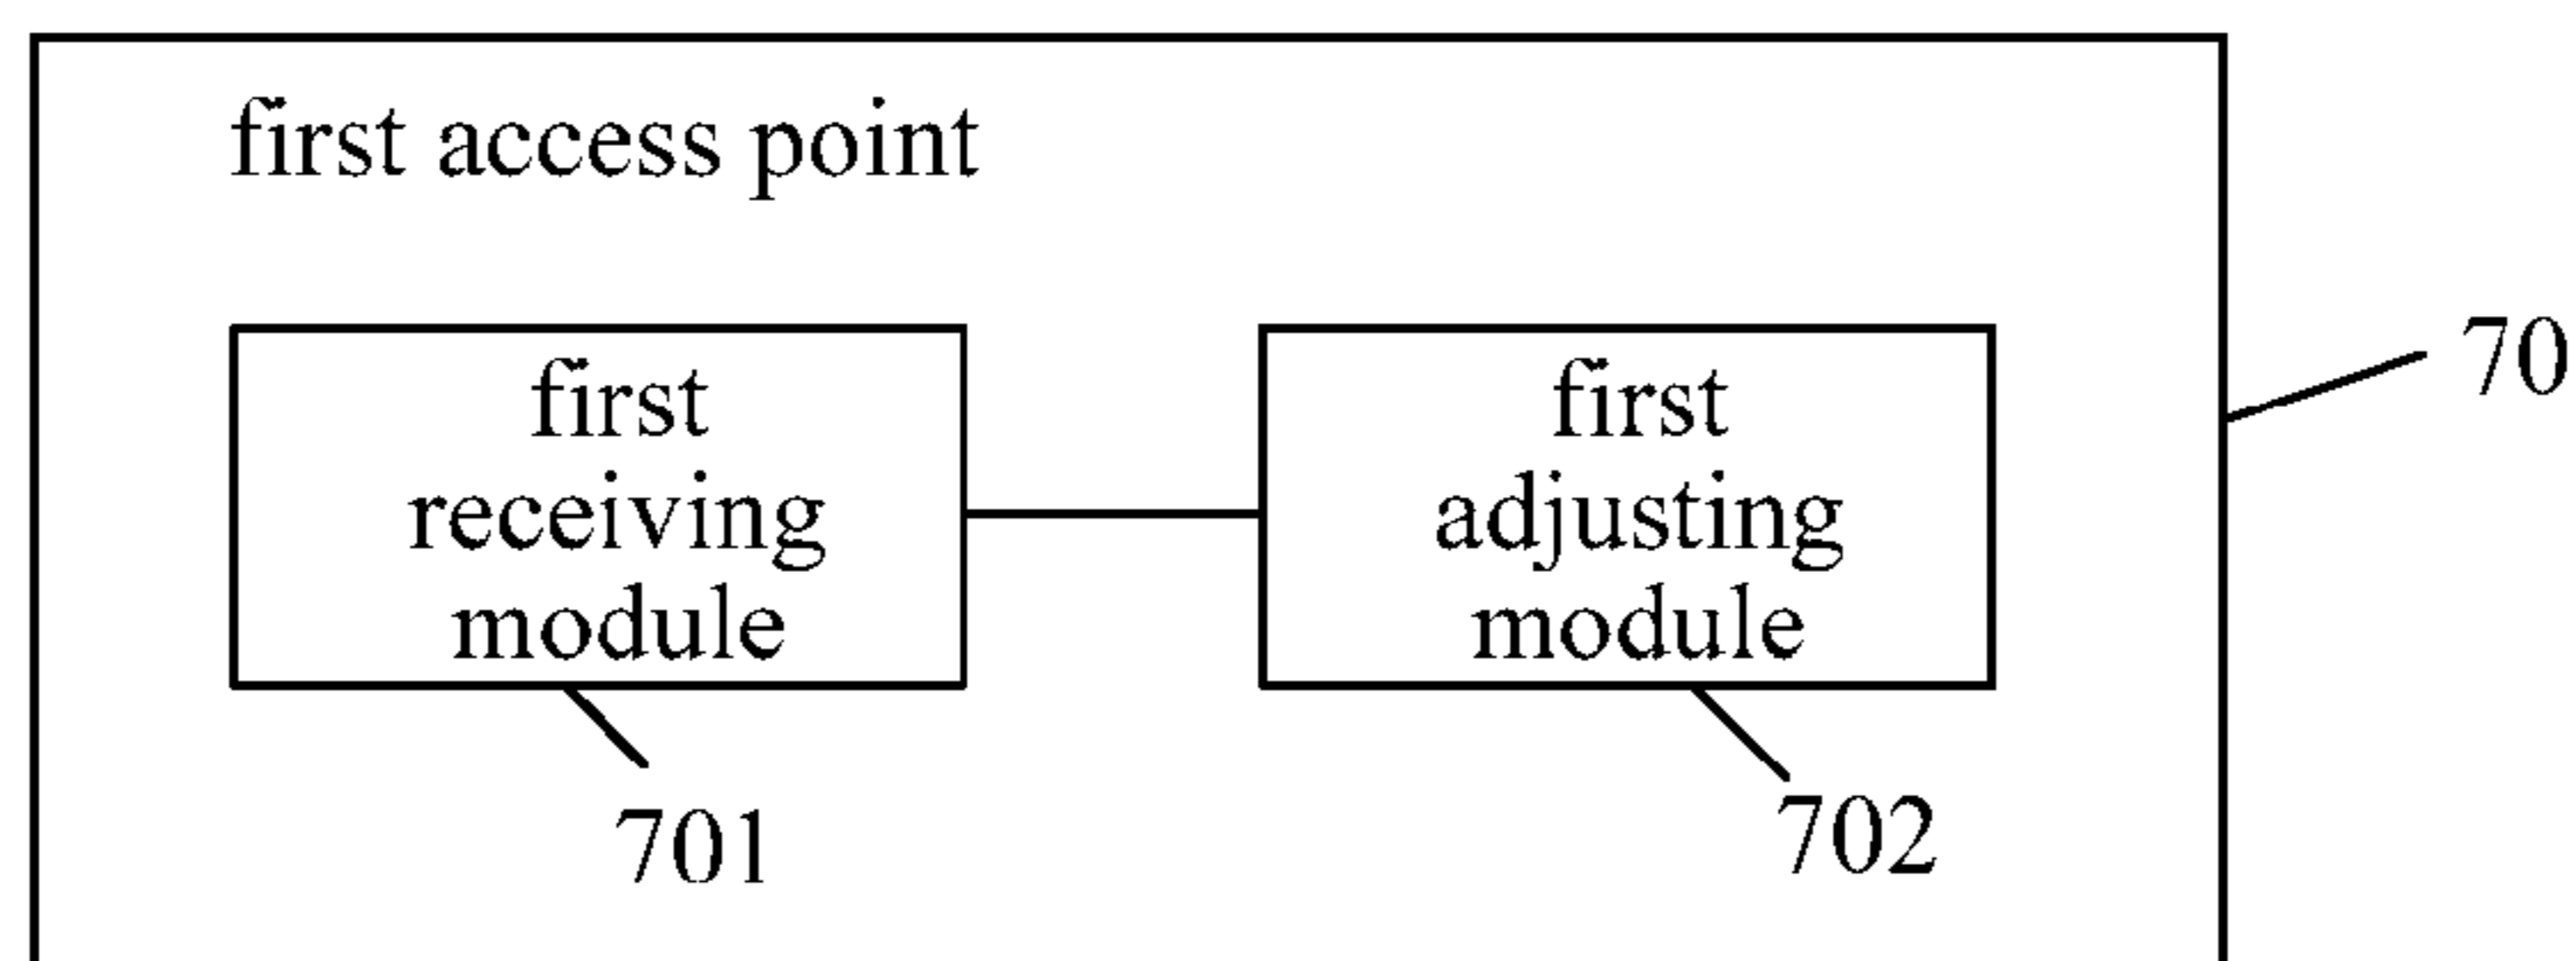 first access point
first
receiving
module
first
adjusting
module
70
701
702